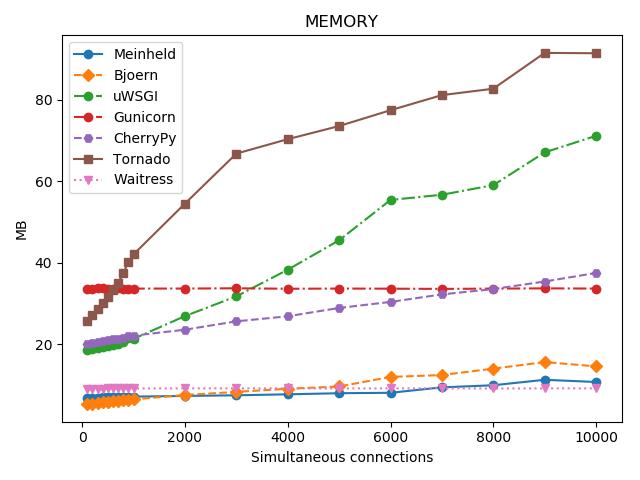 MEMORY
Meinheld
Bjoern
uWSGI
Gunicorn
CherryPy
Tornado
Waitress
MB
80
60
40
20
0
2000
4000
6000
8000
10000
Simultaneous connections